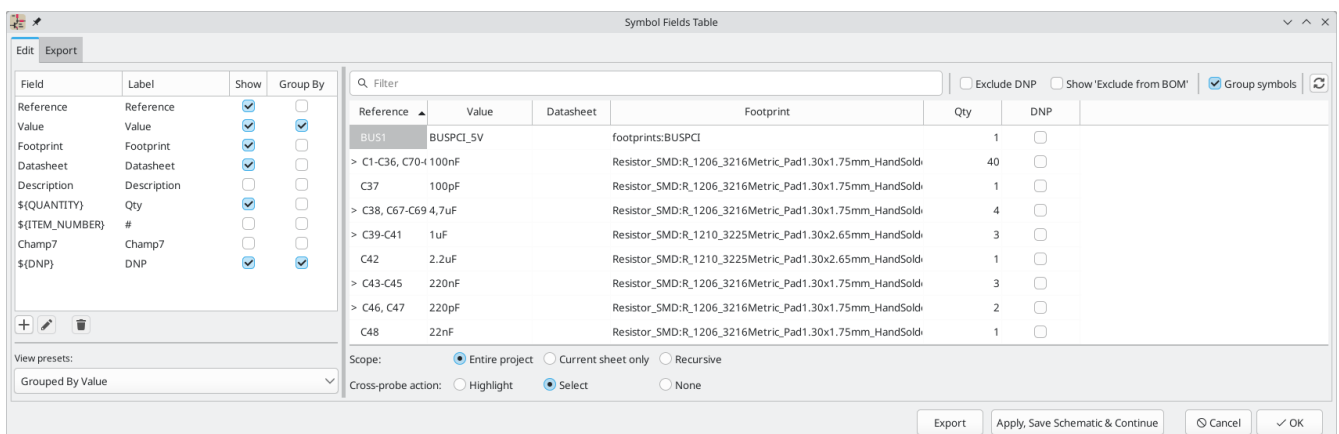 Symbol Fields Table
Edit Export
Field Label Show Group By
Reference Reference
Value Value
Footprint Footprint
Datasheet Datasheet
Description Description
${QUANTITY} Qty
${ITEM_NUMBER} #
Champ7 Champ7
${DNP} DNP
View presets:
Grouped By Value
Filter
Exclude DNP Show 'Exclude from BOM' Group symbols
Reference Value Datasheet Footprint Qty DNP
BUS1 BUSPCI_5V footprints:BUSPCI 1
> C1-C36, C70- 100nF Resistor_SMD:R_1206_3216Metric_Pad1.30x1.75mm_HandSold 40
C37 100pF Resistor_SMD:R_1206_3216Metric_Pad1.30x1.75mm_HandSold 1
> C38, C67-C69 4,7uF Resistor_SMD:R_1206_3216Metric_Pad1.30x1.75mm_HandSold 4
> C39-C41 1uF Resistor_SMD:R_1210_3225Metric_Pad1.30x2.65mm_HandSold 3
C42 2.2uF Resistor_SMD:R_1210_3225Metric_Pad1.30x2.65mm_HandSold 1
> C43-C45 220nF Resistor_SMD:R_1206_3216Metric_Pad1.30x1.75mm_HandSold 3
> C46, C47 220pF Resistor_SMD:R_1206_3216Metric_Pad1.30x1.75mm_HandSold 2
C48 22nF Resistor_SMD:R_1206_3216Metric_Pad1.30x1.75mm_HandSold 1
Scope: Entire project Current sheet only Recursive
Cross-probe action: Highlight Select None
Export Apply, Save Schematic & Continue Cancel OK